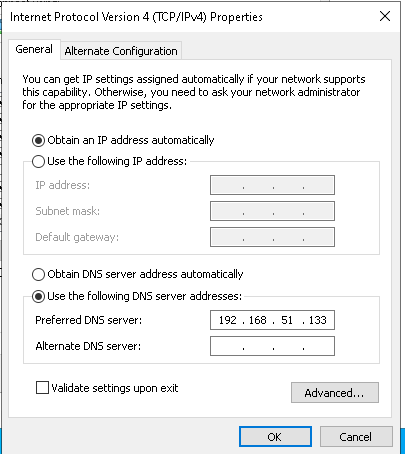 Internet Protocol Version 4 (TCP/IPv4) Properties
General
Alternate Configuration
You can get IP settings assigned automatically if your network supports
this capability. Otherwise, you need to ask your network administrator
for the appropriate IP settings.
Obtain an IP address automatically
Use the following IP address:
IP address:
. . .
Subnet mask:
. . .
Default gateway:
. . .
Obtain DNS server address automatically
Use the following DNS server addresses:
Preferred DNS server:
192 . 168 . 51 . 133
Alternate DNS server:
. . .
Validate settings upon exit
Advanced...
OK
Cancel